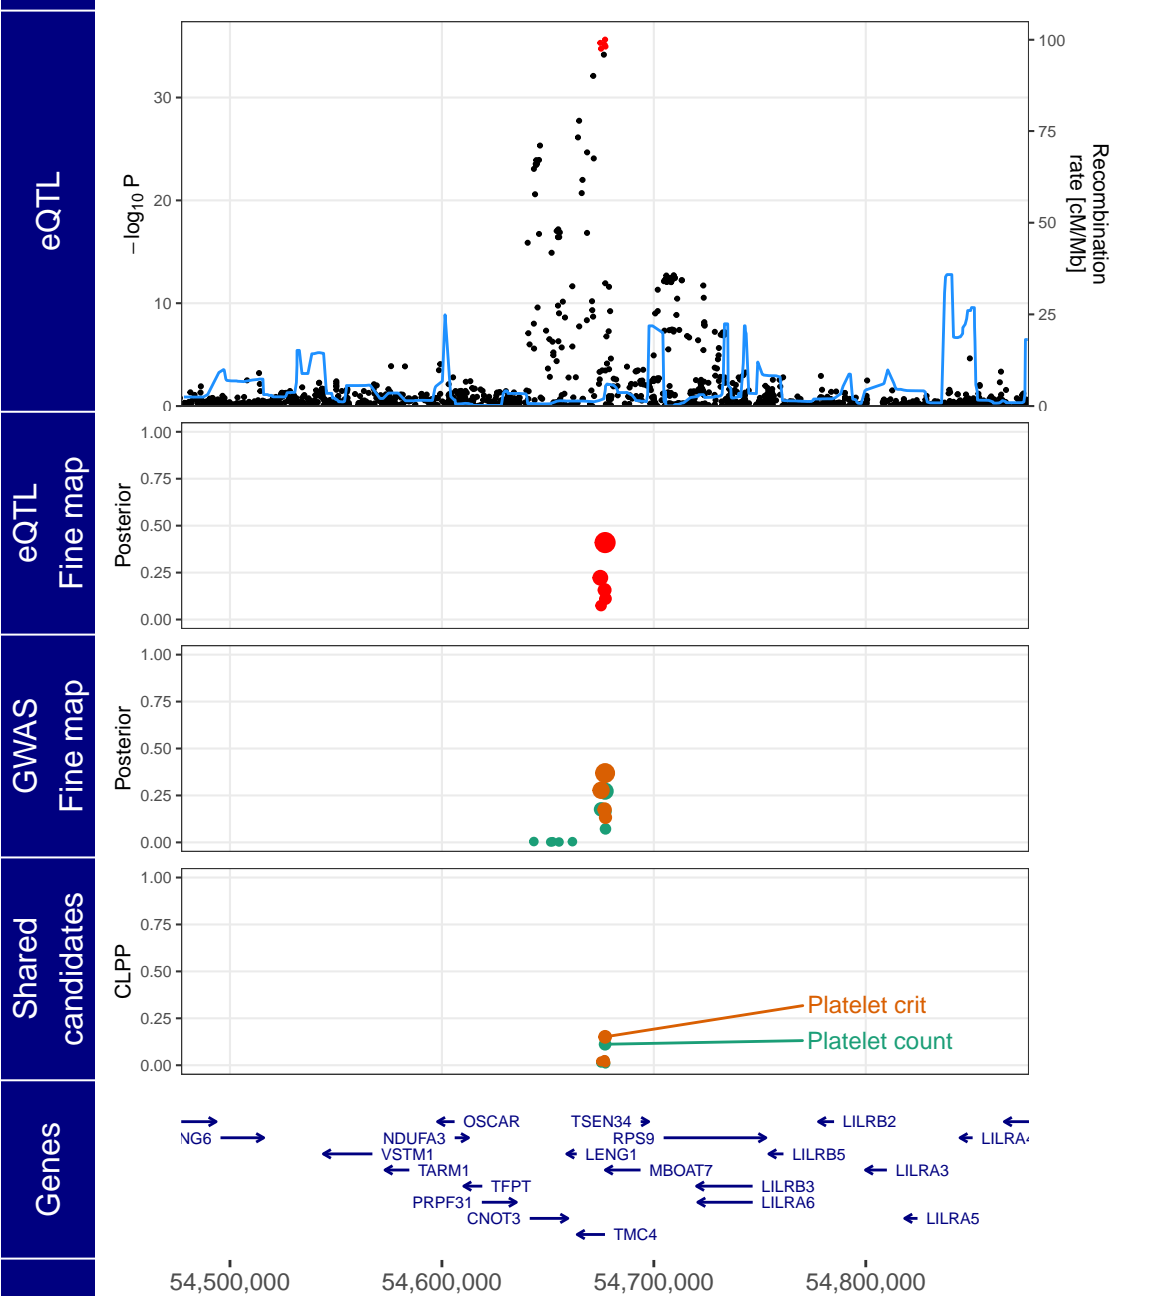 eQTL
−log10 P
30
20
10
0
100
75
50
25
0
Recombination
rate [cM/Mb]
eQTL
Fine map
Posterior
1.00
0.75
0.50
0.25
0.00
GWAS
Fine map
Posterior
1.00
0.75
0.50
0.25
0.00
Shared
candidates
CLPP
1.00
0.75
0.50
0.25
0.00
Platelet crit
Platelet count
Genes
OSCAR
TSEN34
LILRB2
NG6
NDUFA3
RPS9
LILRA4
VSTM1
LENG1
LILRB5
TARM1
MBOAT7
LILRA3
TFPT
LILRB3
PRPF31
LILRA6
CNOT3
LILRA5
TMC4
54,500,000
54,600,000
54,700,000
54,800,000